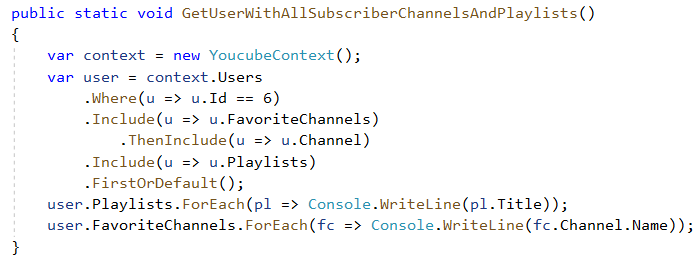 public static void GetUserWithAllSubscriberChannelsAndPlaylists()
{
    var context = new YoucubeContext();
    var user = context.Users
        .Where(u => u.Id == 6)
        .Include(u => u.FavoriteChannels)
            .ThenInclude(u => u.Channel)
        .Include(u => u.Playlists)
        .FirstOrDefault();
    user.Playlists.ForEach(pl => Console.WriteLine(pl.Title));
    user.FavoriteChannels.ForEach(fc => Console.WriteLine(fc.Channel.Name));
}